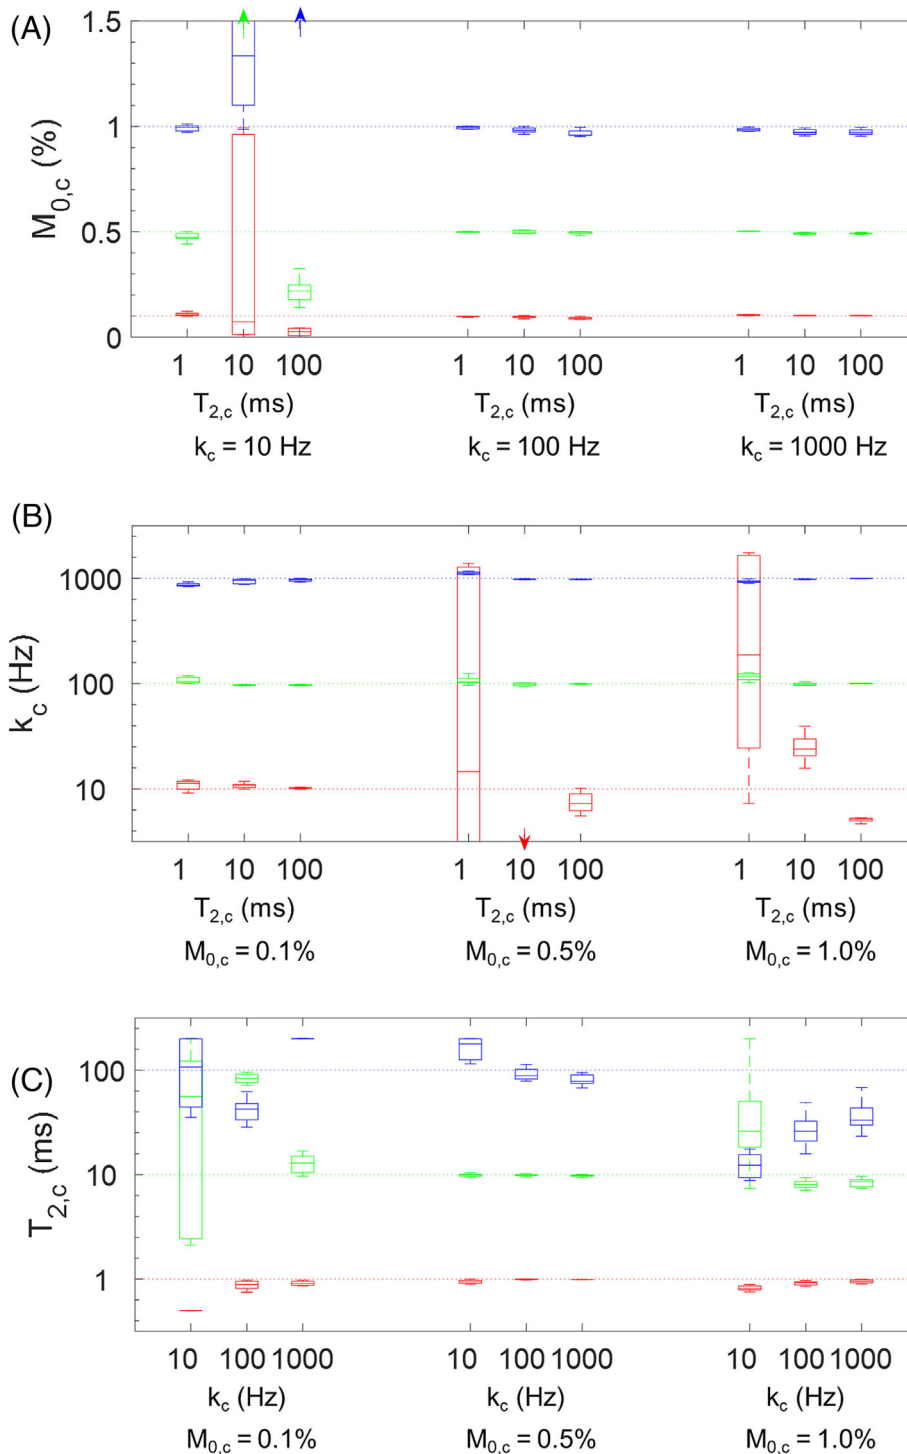 (A)
1.5
1
0.5
0
M0,c (%)
1 10 100 1 10 100 1 10 100
T2,c (ms) T2,c (ms) T2,c (ms)
kc = 10 Hz kc = 100 Hz kc = 1000 Hz
(B)
1000
100
10
kc (Hz)
1 10 100 1 10 100 1 10 100
T2,c (ms) T2,c (ms) T2,c (ms)
M0,c = 0.1% M0,c = 0.5% M0,c = 1.0%
(C)
100
10
1
T2,c (ms)
10 100 1000 10 100 1000 10 100 1000
kc (Hz) kc (Hz) kc (Hz)
M0,c = 0.1% M0,c = 0.5% M0,c = 1.0%